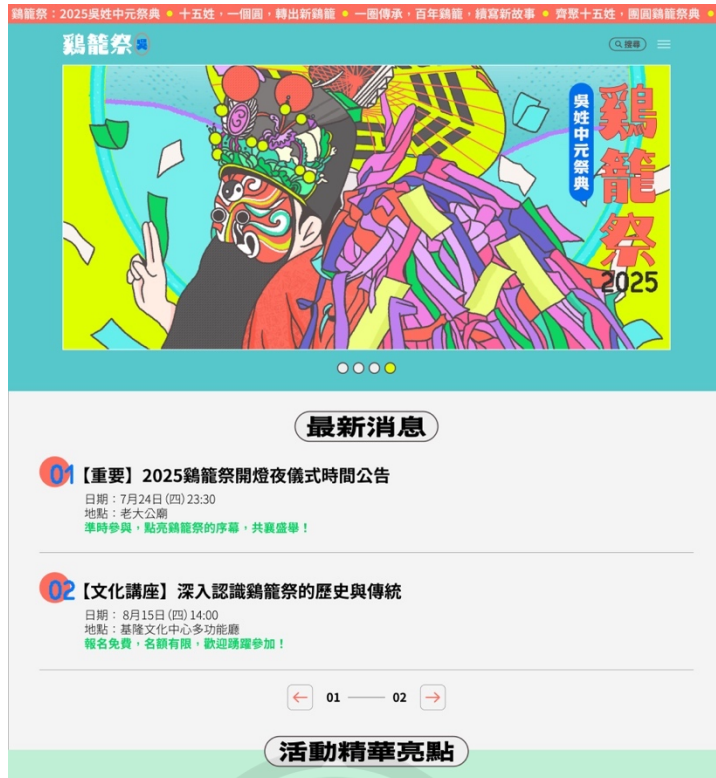 鷄籠祭：2025吳姓中元祭典 ● 十五姓，一個圓，轉出新鷄籠 ● 一圈傳承，百年鷄籠，續寫新故事 ● 齊聚十五姓，團圓鷄籠祭典 ●
鷄籠祭 吳
搜尋
吳姓中元祭典
鷄籠祭
2025
最新消息
01【重要】2025鷄籠祭開燈夜儀式時間公告
日期：7月24日(四) 23:30
地點：老大公廟
準時參與，點亮鷄籠祭的序幕，共襄盛舉！
02【文化講座】深入認識鷄籠祭的歷史與傳統
日期： 8月15日(四) 14:00
地點：基隆文化中心多功能廳
報名免費，名額有限，歡迎踴躍參加！
← 01 —— 02 →
活動精華亮點